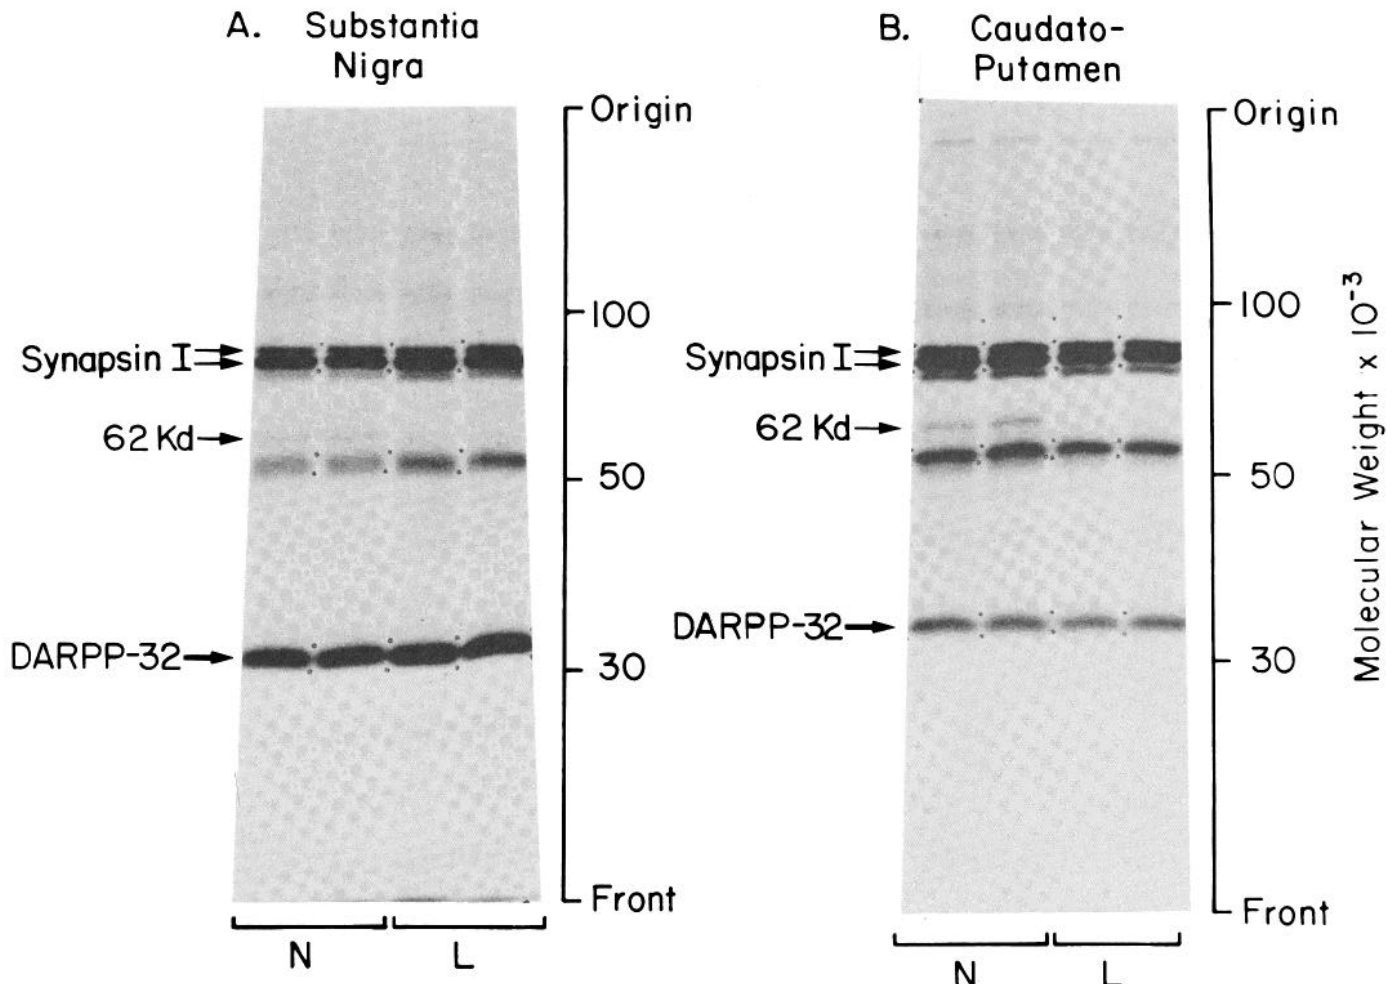 A. Substantia
Nigra
Origin
100
Synapsin I
62 Kd
50
DARPP-32
30
Front
N L
B. Caudato-
Putamen
Origin
100
Synapsin I
62 Kd
50
DARPP-32
30
Front
N L
Molecular Weight x 10⁻³